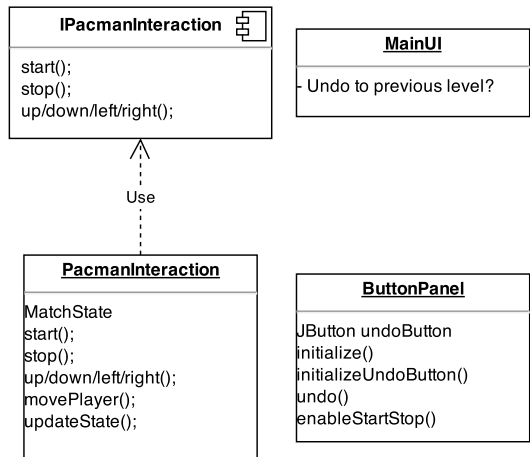 IPacmanInteraction
start();
stop();
up/down/left/right();
MainUI
- Undo to previous level?
Use
PacmanInteraction
MatchState
start();
stop();
up/down/left/right();
movePlayer();
updateState();
ButtonPanel
JButton undoButton
initialize()
initializeUndoButton()
undo()
enableStartStop()